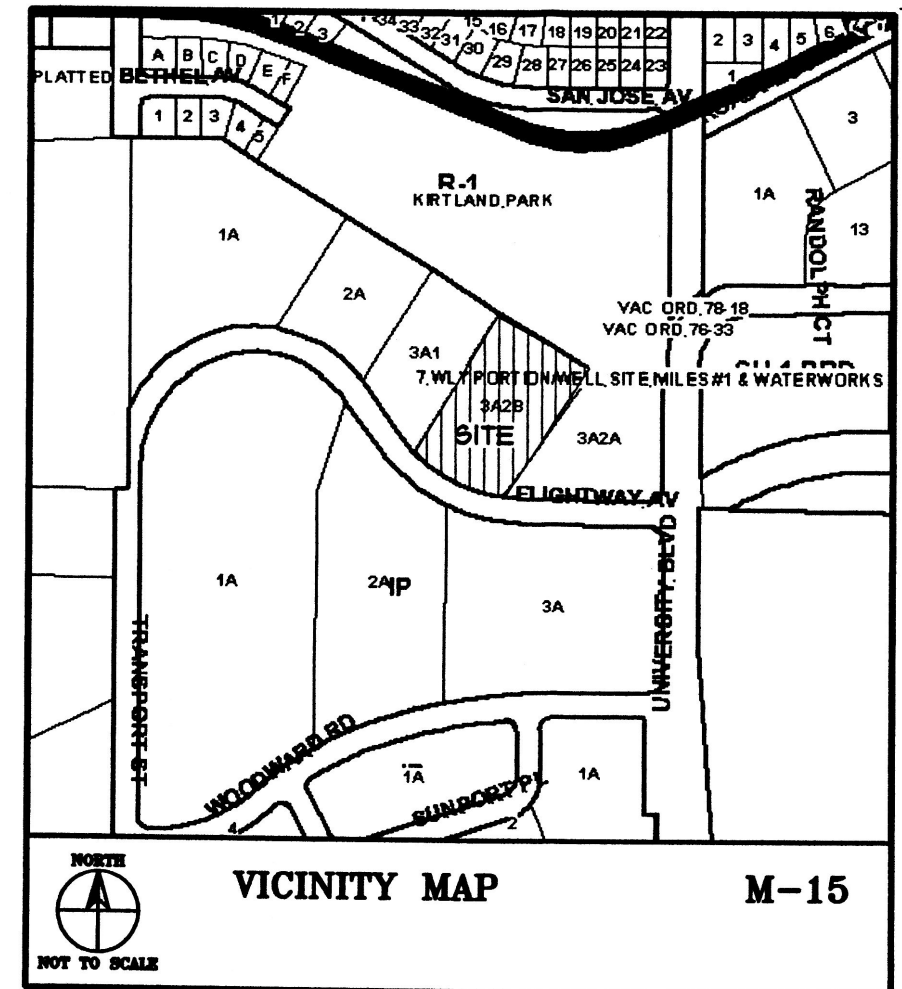 1 2 3
34 33 32 31 30
15 16 17 18 19 20 21 22
29 28 27 26 25 24 23
SAN JOSE AV
2 3 4 5 6
1
A B C D E F
PLATTED BETHEL AV
1 2 3 4 5
3
R-1
KIRTLAND PARK
1A
RANDOLPH CT
13
1A
2A
VAC ORD. 78-18
VAC ORD. 76-33
3A1
7, WLY PORTION/WELL SITE, MILES #1 & WATERWORKS
3A2B
SITE
3A2A
FLIGHTWAY AV
UNIVERSITY BLVD
1A
2A
IP
3A
TRANSPORT ST
WOODWARD RD
1A
1A
SUNPORT PL
4
2
NORTH
VICINITY MAP
M-15
NOT TO SCALE